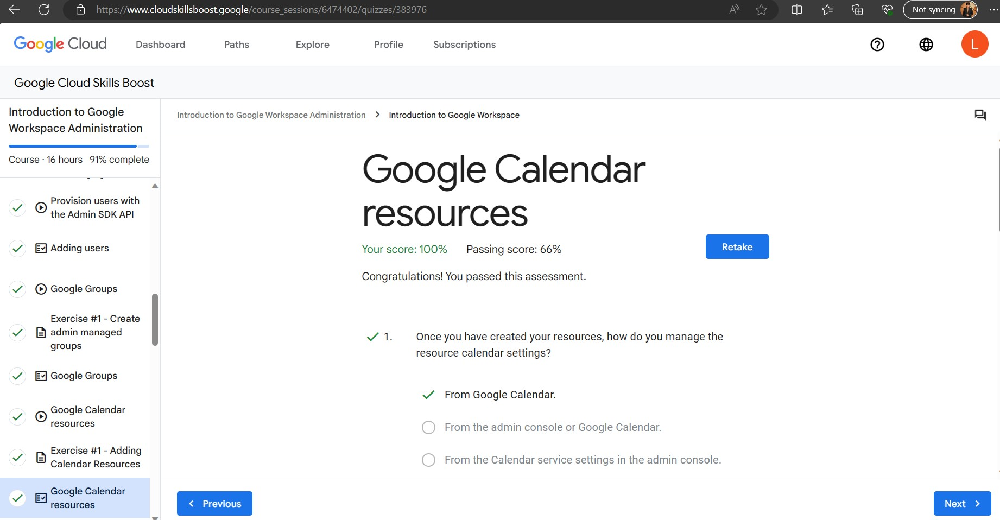 https://www.cloudskillsboost.google/course_sessions/6474402/quizzes/383976
Not syncing
Google Cloud
Dashboard
Paths
Explore
Profile
Subscriptions
L
Google Cloud Skills Boost
Introduction to Google
Workspace Administration
Course · 16 hours 91% complete
Provision users with
the Admin SDK API
Adding users
Google Groups
Exercise #1 - Create
admin managed
groups
Google Groups
Google Calendar
resources
Exercise #1 - Adding
Calendar Resources
Google Calendar
resources
Introduction to Google Workspace Administration > Introduction to Google Workspace
Google Calendar
resources
Your score: 100% Passing score: 66%
Retake
Congratulations! You passed this assessment.
1. Once you have created your resources, how do you manage the
resource calendar settings?
From Google Calendar.
From the admin console or Google Calendar.
From the Calendar service settings in the admin console.
Previous
Next